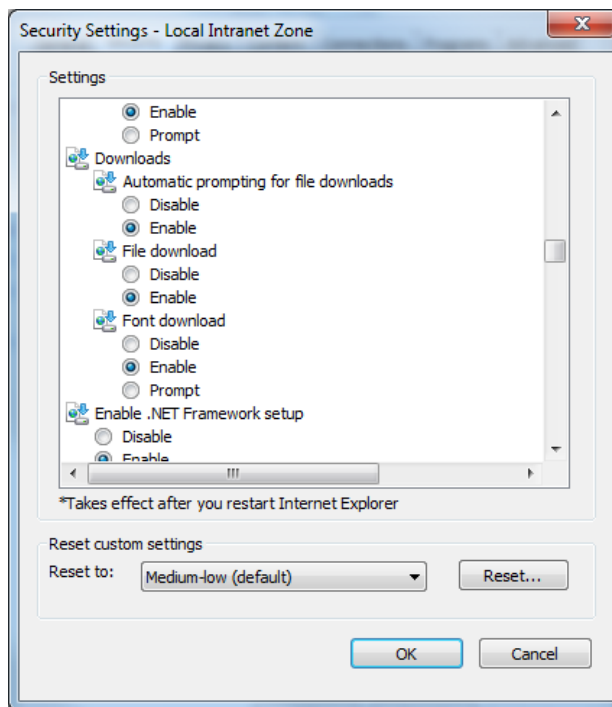 Security Settings - Local Intranet Zone
Settings
Enable
Prompt
Downloads
Automatic prompting for file downloads
Disable
Enable
File download
Disable
Enable
Font download
Disable
Enable
Prompt
Enable .NET Framework setup
Disable
Enable
*Takes effect after you restart Internet Explorer
Reset custom settings
Reset to: Medium-low (default) Reset...
OK Cancel